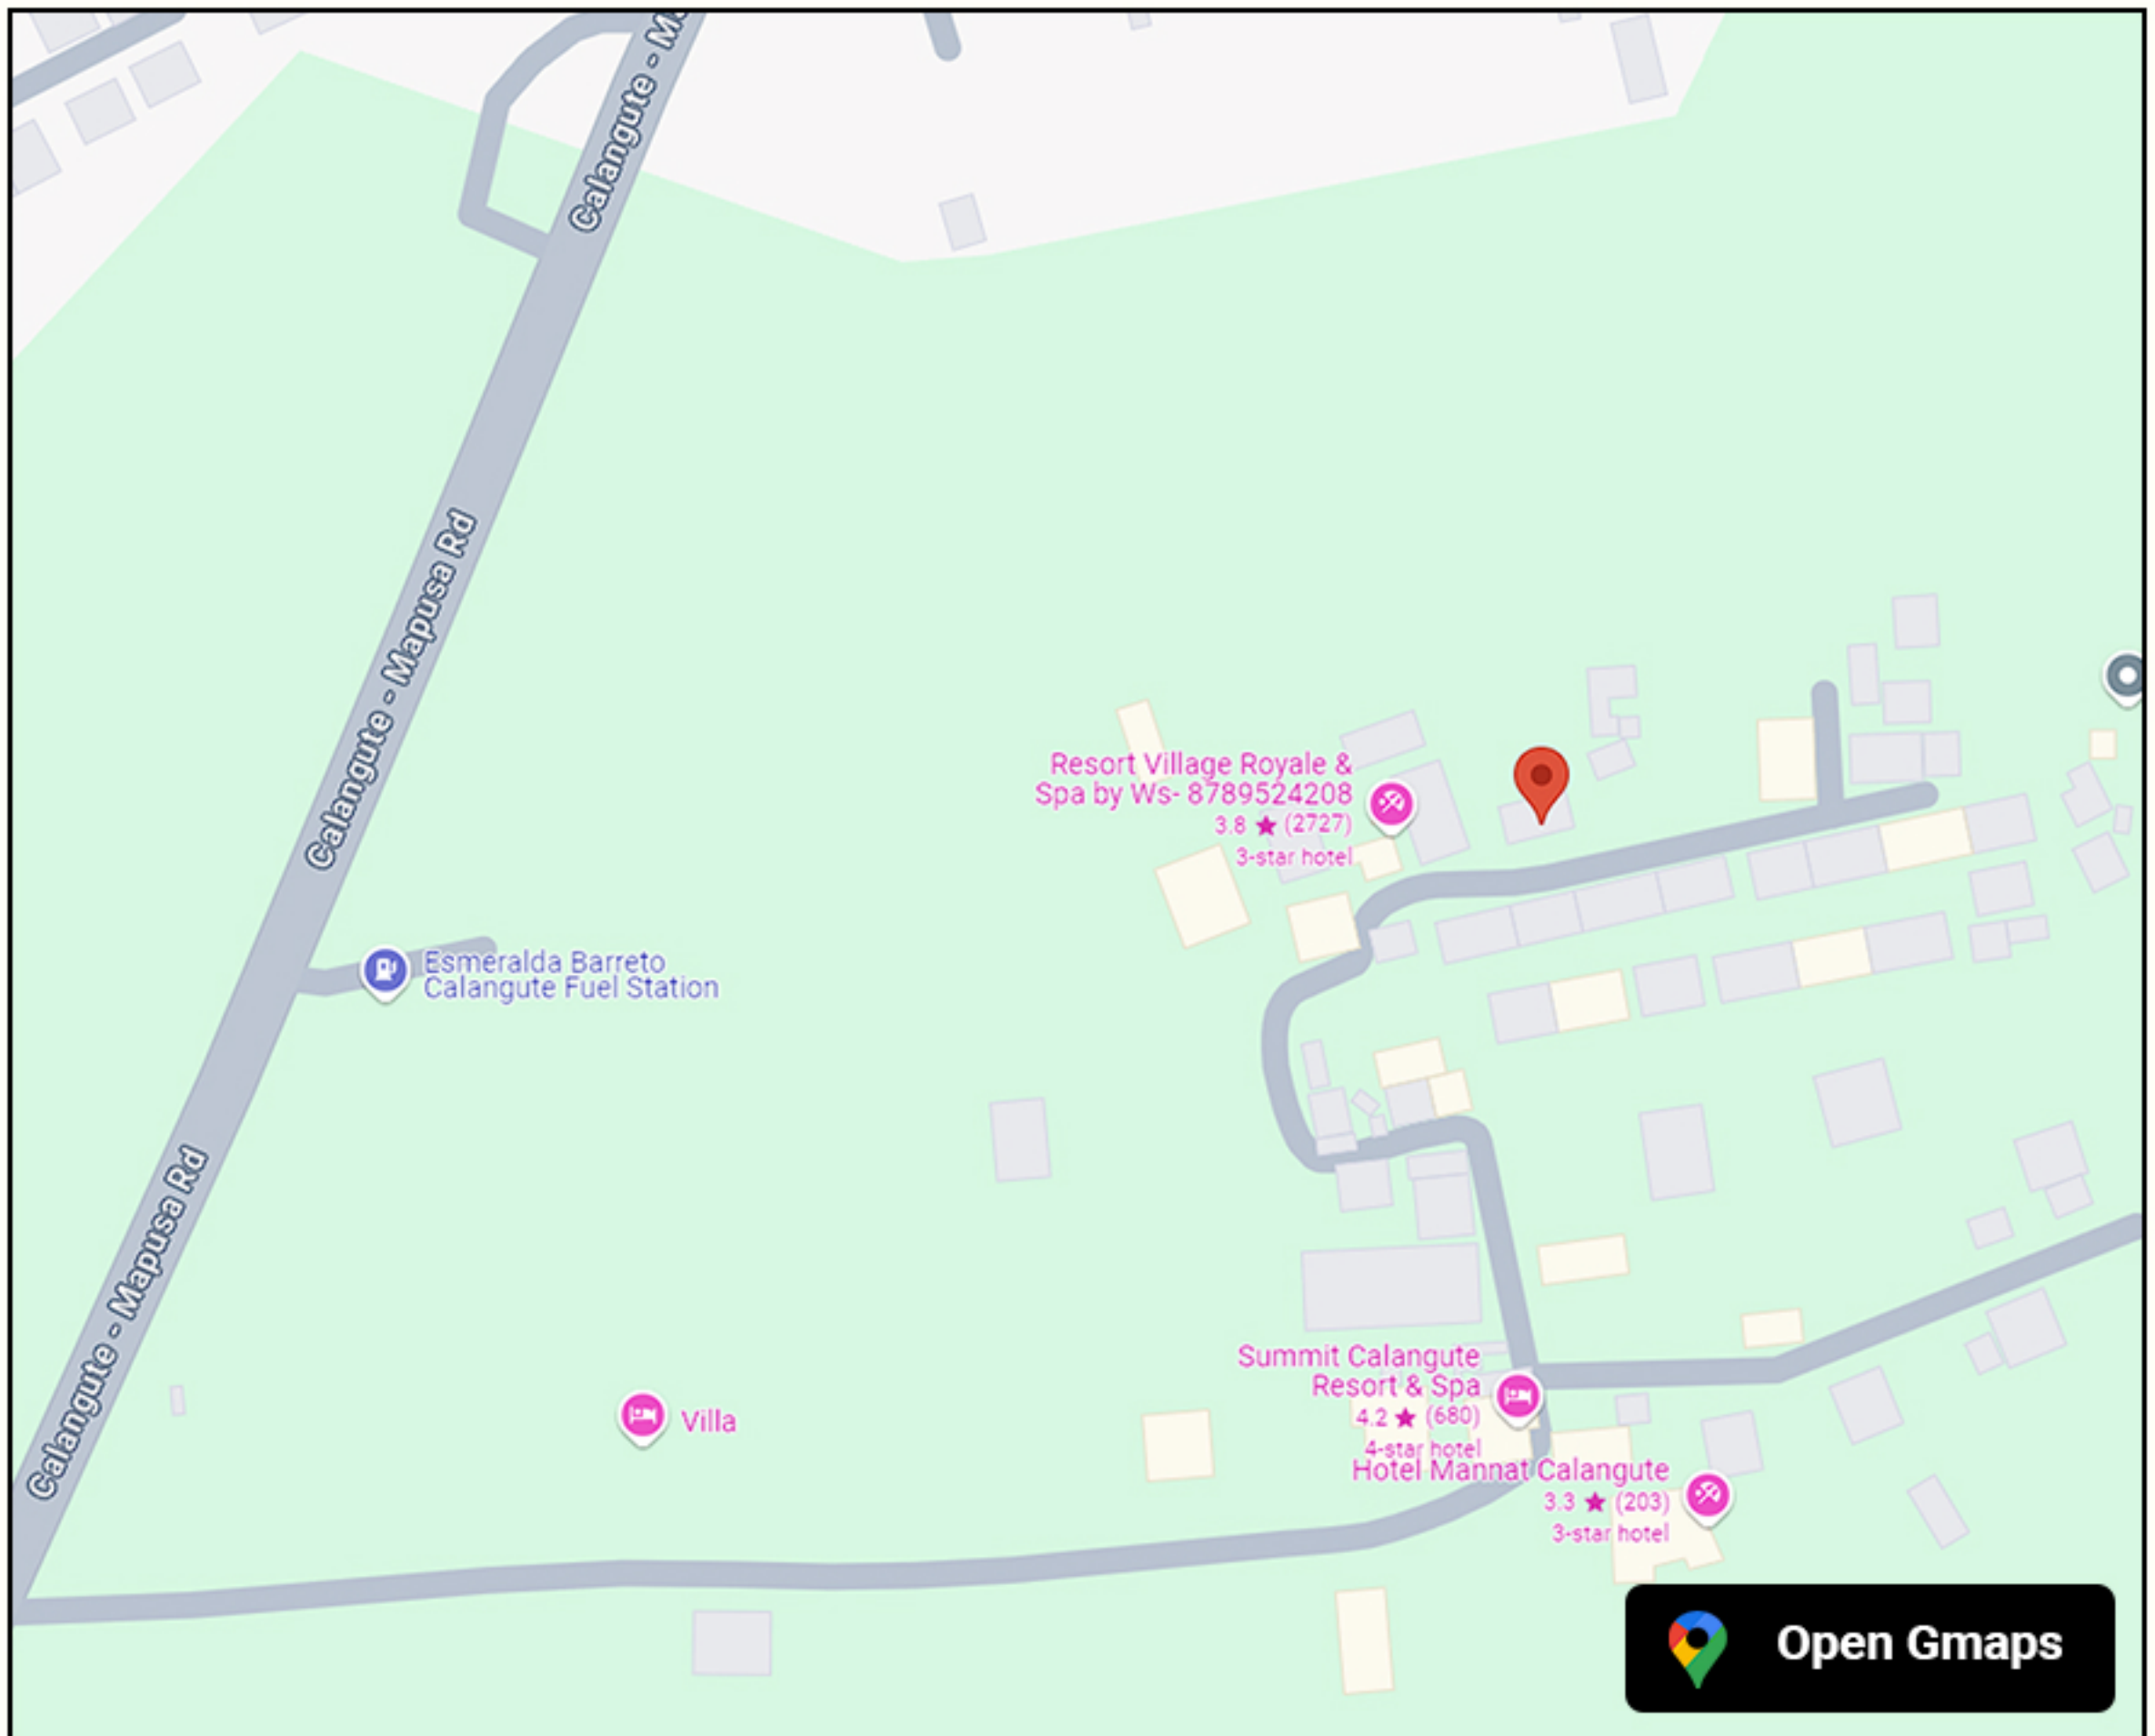 Calangute - M
Calangute - Mapusa Rd
Resort Village Royale &
Spa by Ws- 8789524208
3.8 ★ (2727)
3-star hotel
Esmeralda Barreto
Calangute Fuel Station
Calangute - Mapusa Rd
Summit Calangute
Resort & Spa
4.2 ★ (680)
4-star hotel
Villa
Hotel Mannat Calangute
3.3 ★ (203)
3-star hotel
Open Gmaps